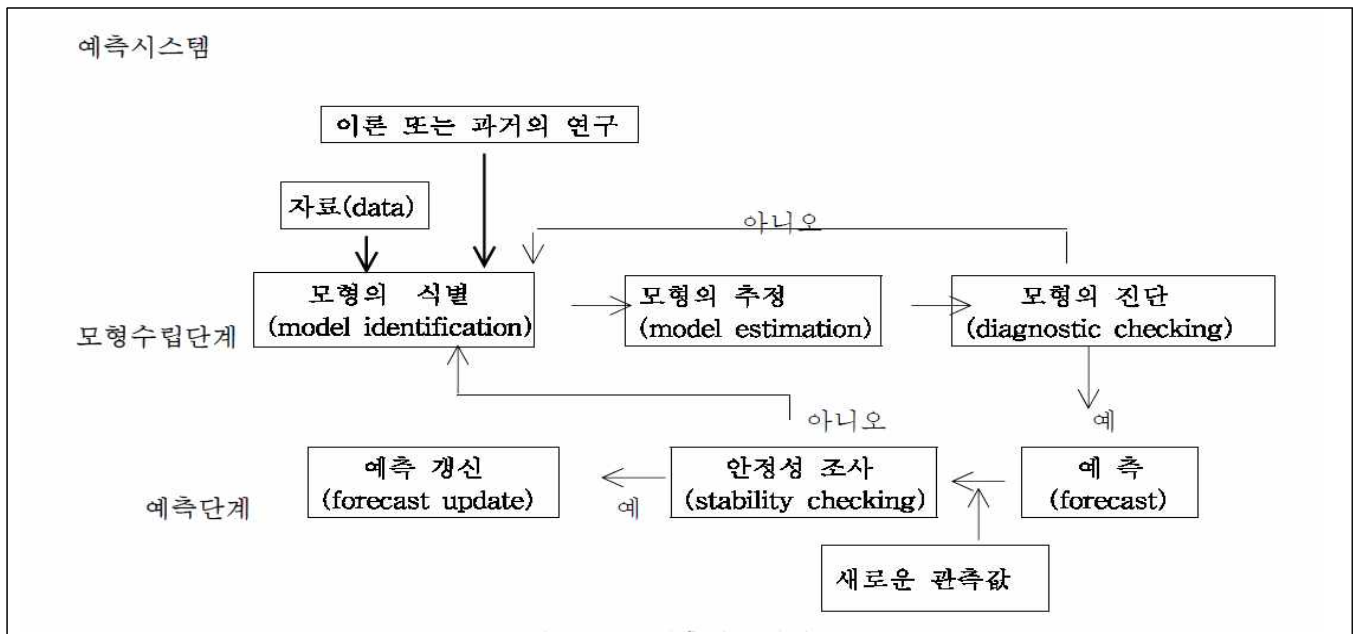 예측시스템
이론 또는 과거의 연구
자료(data)
아니오
모형의 식별
(model identification)
모형의 추정
(model estimation)
모형의 진단
(diagnostic checking)
모형수립단계
아니오
예
예측 갱신
(forecast update)
안정성 조사
(stability checking)
예 측
(forecast)
예측단계
예
새로운 관측값